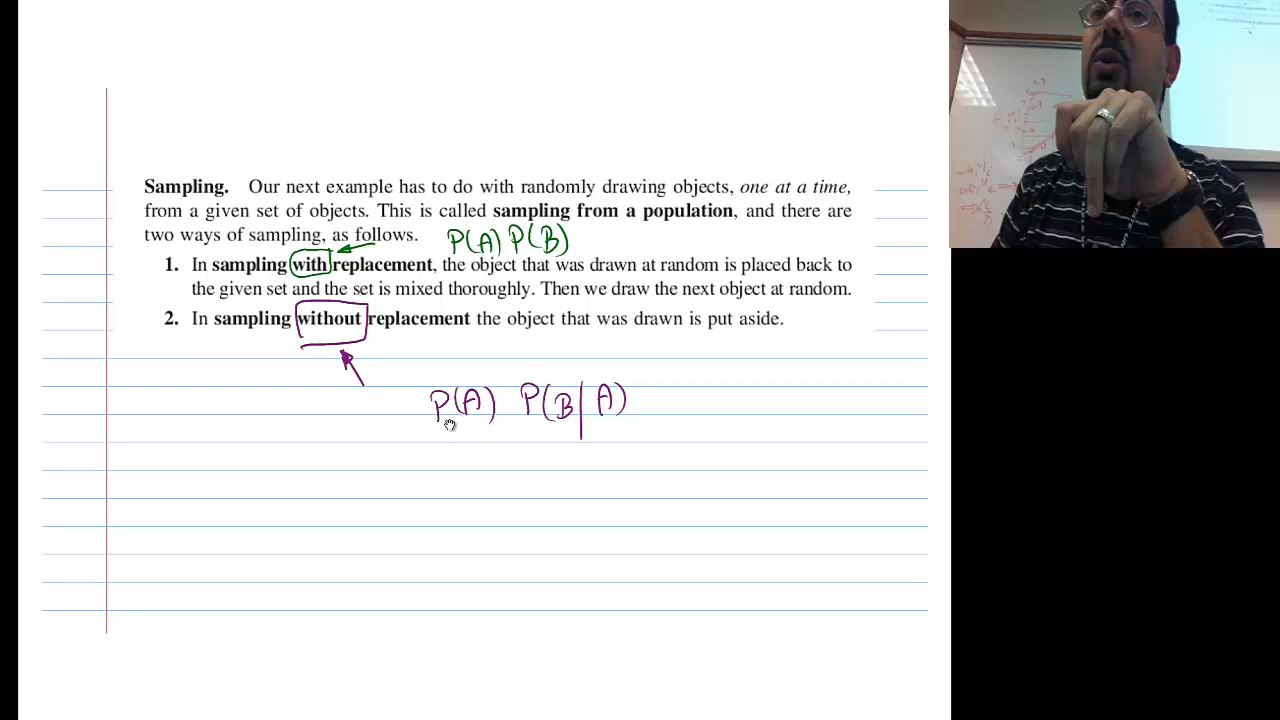 Sampling. Our next example has to do with randomly drawing objects, one at a time,
from a given set of objects. This is called sampling from a population, and there are
two ways of sampling, as follows.
P(A) P(B)
1. In sampling with replacement, the object that was drawn at random is placed back to
the given set and the set is mixed thoroughly. Then we draw the next object at random.
2. In sampling without replacement the object that was drawn is put aside.
P(A) P(B|A)